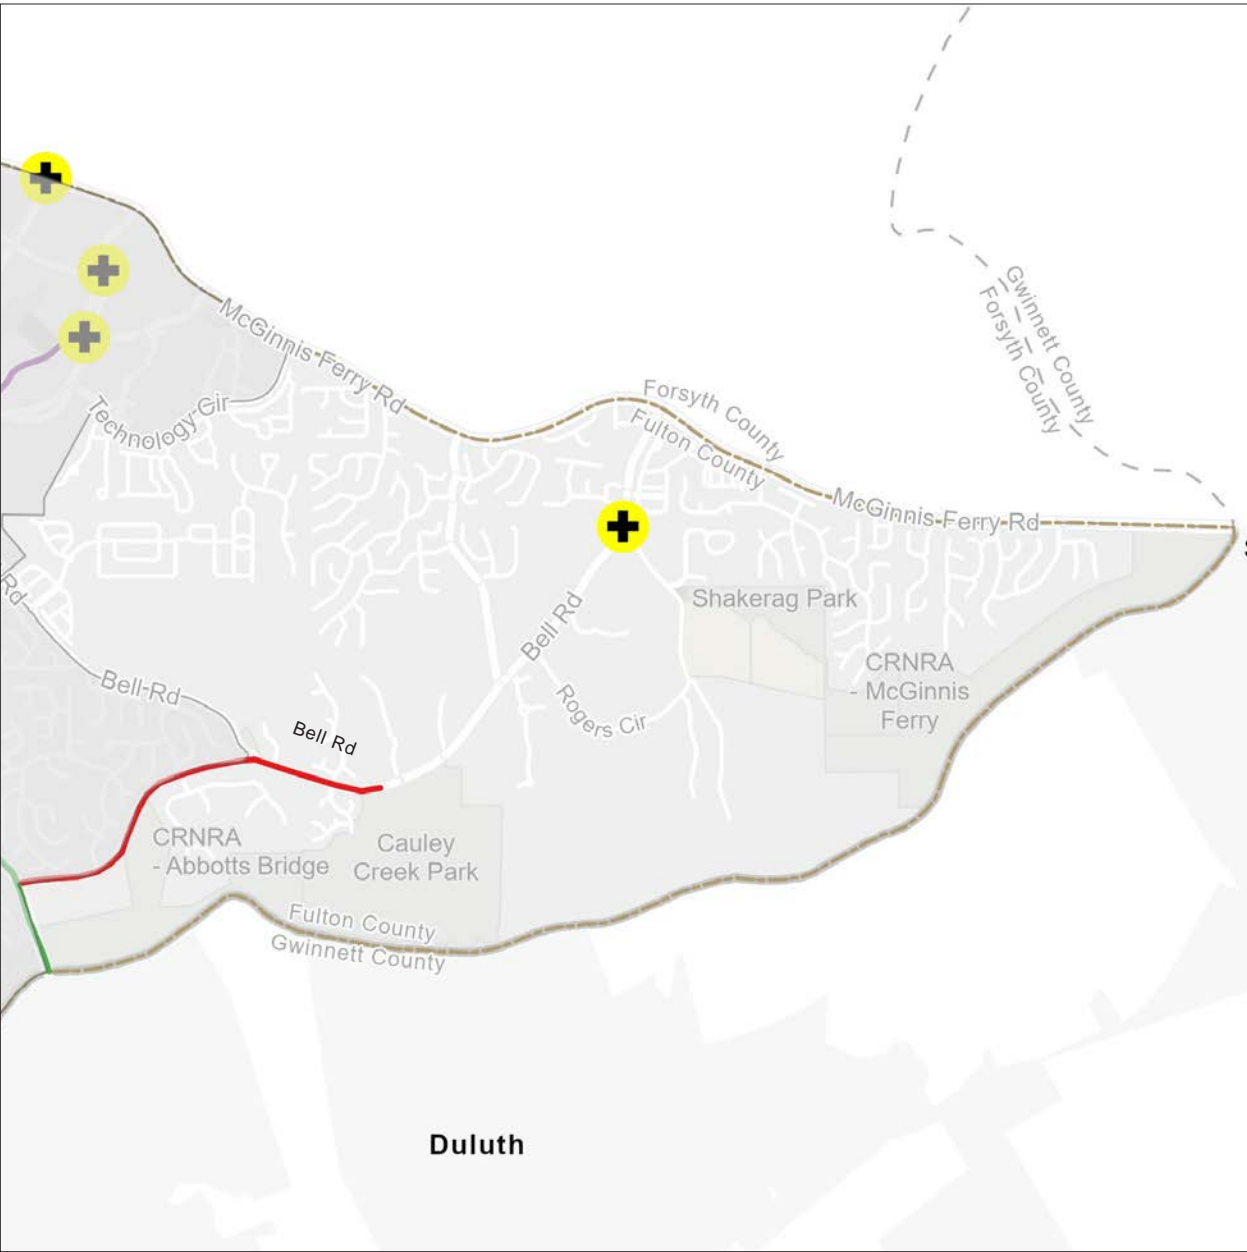 Gwinnett County
Forsyth County
McGinnis Ferry Rd
Forsyth County
Fulton County
Technology Cir
McGinnis Ferry Rd
Rd
Bell Rd
Shakerag Park
CRNRA
- McGinnis
Ferry
Bell Rd
Rogers Cir
Bell Rd
CRNRA
- Abbotts Bridge
Cauley
Creek Park
Fulton County
Gwinnett County
Duluth